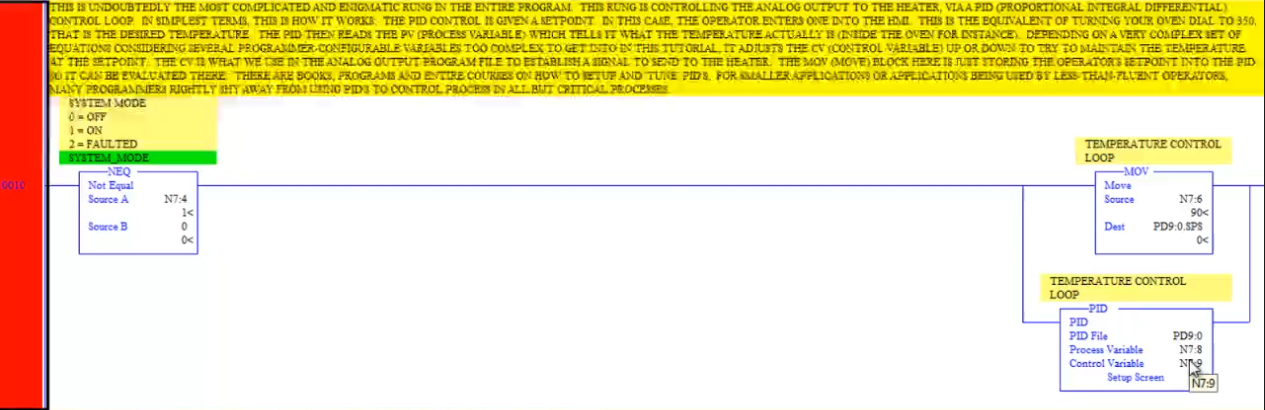 THIS IS UNDOUBTEDLY THE MOST COMPLICATED AND ENIGMATIC RUNG IN THE ENTIRE PROGRAM. THIS RUNG IS CONTROLLING THE ANALOG OUTPUT TO THE HEATER, VIA A PID (PROPORTIONAL INTEGRAL DIFFERENTIAL)
CONTROL LOOP. IN SIMPLEST TERMS, THIS IS HOW IT WORKS: THE PID CONTROL IS GIVEN A SETPOINT. IN THIS CASE, THE OPERATOR ENTERS ONE INTO THE HMI. THIS IS THE EQUIVALENT OF TURNING YOUR OVEN DIAL TO 350,
THAT IS THE DESIRED TEMPERATURE. THE PID THEN READS THE PV (PROCESS VARIABLE) WHICH TELLS IT WHAT THE TEMPERATURE ACTUALLY IS (INSIDE THE OVEN FOR INSTANCE). DEPENDING ON A VERY COMPLEX SET OF
EQUATIONS CONSIDERING SEVERAL PROGRAMMER-CONFIGURABLE VARIABLES TOO COMPLEX TO GET INTO IN THIS TUTORIAL, IT ADJUSTS THE CV (CONTROL VARIABLE) UP OR DOWN TO TRY TO MAINTAIN THE TEMPERATURE
AT THE SETPOINT. THE CV IS WHAT WE USE IN THE ANALOG OUTPUT PROGRAM FILE TO ESTABLISH A SIGNAL TO SEND TO THE HEATER. THE MOV (MOVE) BLOCK HERE IS JUST STORING THE OPERATOR'S SETPOINT INTO THE PID
IT CAN BE EVALUATED THERE. THERE ARE BOOKS, PROGRAMS AND ENTIRE COURSES ON HOW TO SETUP AND TUNE PID'S. FOR SMALLER APPLICATIONS OR APPLICATIONS BEING USED BY LESS-THAN-FLUENT OPERATORS,
MANY PROGRAMMERS RIGHTLY SHY AWAY FROM USING PID'S TO CONTROL PROCESS IN ALL BUT CRITICAL PROCESSES.
SYSTEM MODE
0 = OFF
1 = ON
2 = FAULTED
SYSTEM_MODE
NEQ
Not Equal
Source A N7:4
1<
Source B 0
0<
0010
TEMPERATURE CONTROL
LOOP
MOV
Move
Source N7:6
90<
Dest PD9:0.SPS
0<
TEMPERATURE CONTROL
LOOP
PID
PID
PID File PD9:0
Process Variable N7:8
Control Variable
Setup Screen
N7:9